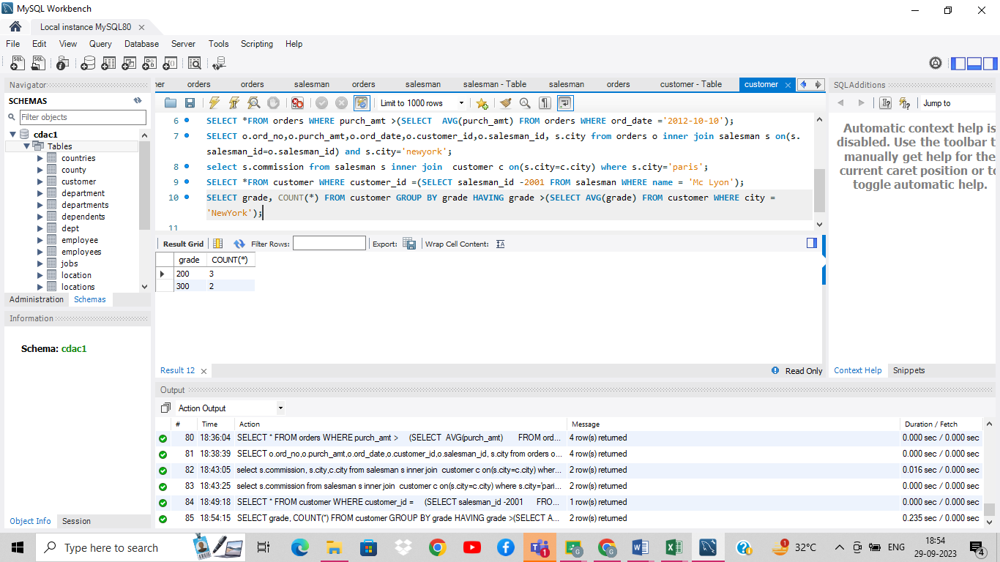 MySQL Workbench
Local instance MySQL80
File Edit View Query Database Server Tools Scripting Help
Navigator
SCHEMAS
Filter objects
cdac1
Tables
countries
county
customer
department
departments
dependents
dept
employee
employees
jobs
location
locations
Administration Schemas
Information
Schema: cdac1
Object Info Session
ner orders orders salesman orders salesman salesman - Table salesman orders customer - Table customer
Limit to 1000 rows
6 SELECT *FROM orders WHERE purch_amt >(SELECT  AVG(purch_amt) FROM orders WHERE ord_date ='2012-10-10');
7 SELECT o.ord_no,o.purch_amt,o.ord_date,o.customer_id,o.salesman_id, s.city from orders o inner join salesman s on(s.
salesman_id=o.salesman_id) and s.city='newyork';
8 select s.commission from salesman s inner join  customer c on(s.city=c.city) where s.city='paris';
9 SELECT *FROM customer WHERE customer_id =(SELECT salesman_id -2001 FROM salesman WHERE name = 'Mc Lyon');
10 SELECT grade, COUNT(*) FROM customer GROUP BY grade HAVING grade >(SELECT AVG(grade) FROM customer WHERE city =
'NewYork');
11
Result Grid Filter Rows: Export: Wrap Cell Content:
grade COUNT(*)
200 3
300 2
Result 12 Read Only
SQLAdditions
Jump to
Automatic context help is
disabled. Use the toolbar t
manually get help for the
current caret position or to
toggle automatic help.
Context Help Snippets
Output
Action Output
# Time Action Message Duration / Fetch
80 18:36:04 SELECT * FROM orders WHERE purch_amt > (SELECT AVG(purch_amt) FROM ord... 4 row(s) returned 0.000 sec / 0.000 sec
81 18:38:39 SELECT o.ord_no,o.purch_amt,o.ord_date,o.customer_id,o.salesman_id, s.city from orders o... 4 row(s) returned 0.000 sec / 0.000 sec
82 18:43:05 select s.commission, s.city,c.city from salesman s inner join customer c on(s.city=c.city) wher... 2 row(s) returned 0.016 sec / 0.000 sec
83 18:43:25 select s.commission from salesman s inner join customer c on(s.city=c.city) where s.city='pari... 2 row(s) returned 0.000 sec / 0.000 sec
84 18:49:18 SELECT * FROM customer WHERE customer_id = (SELECT salesman_id -2001 FRO... 1 row(s) returned 0.000 sec / 0.000 sec
85 18:54:15 SELECT grade, COUNT(*) FROM customer GROUP BY grade HAVING grade >(SELECT A... 2 row(s) returned 0.235 sec / 0.000 sec
Type here to search
32°C ENG 18:54
29-09-2023
4